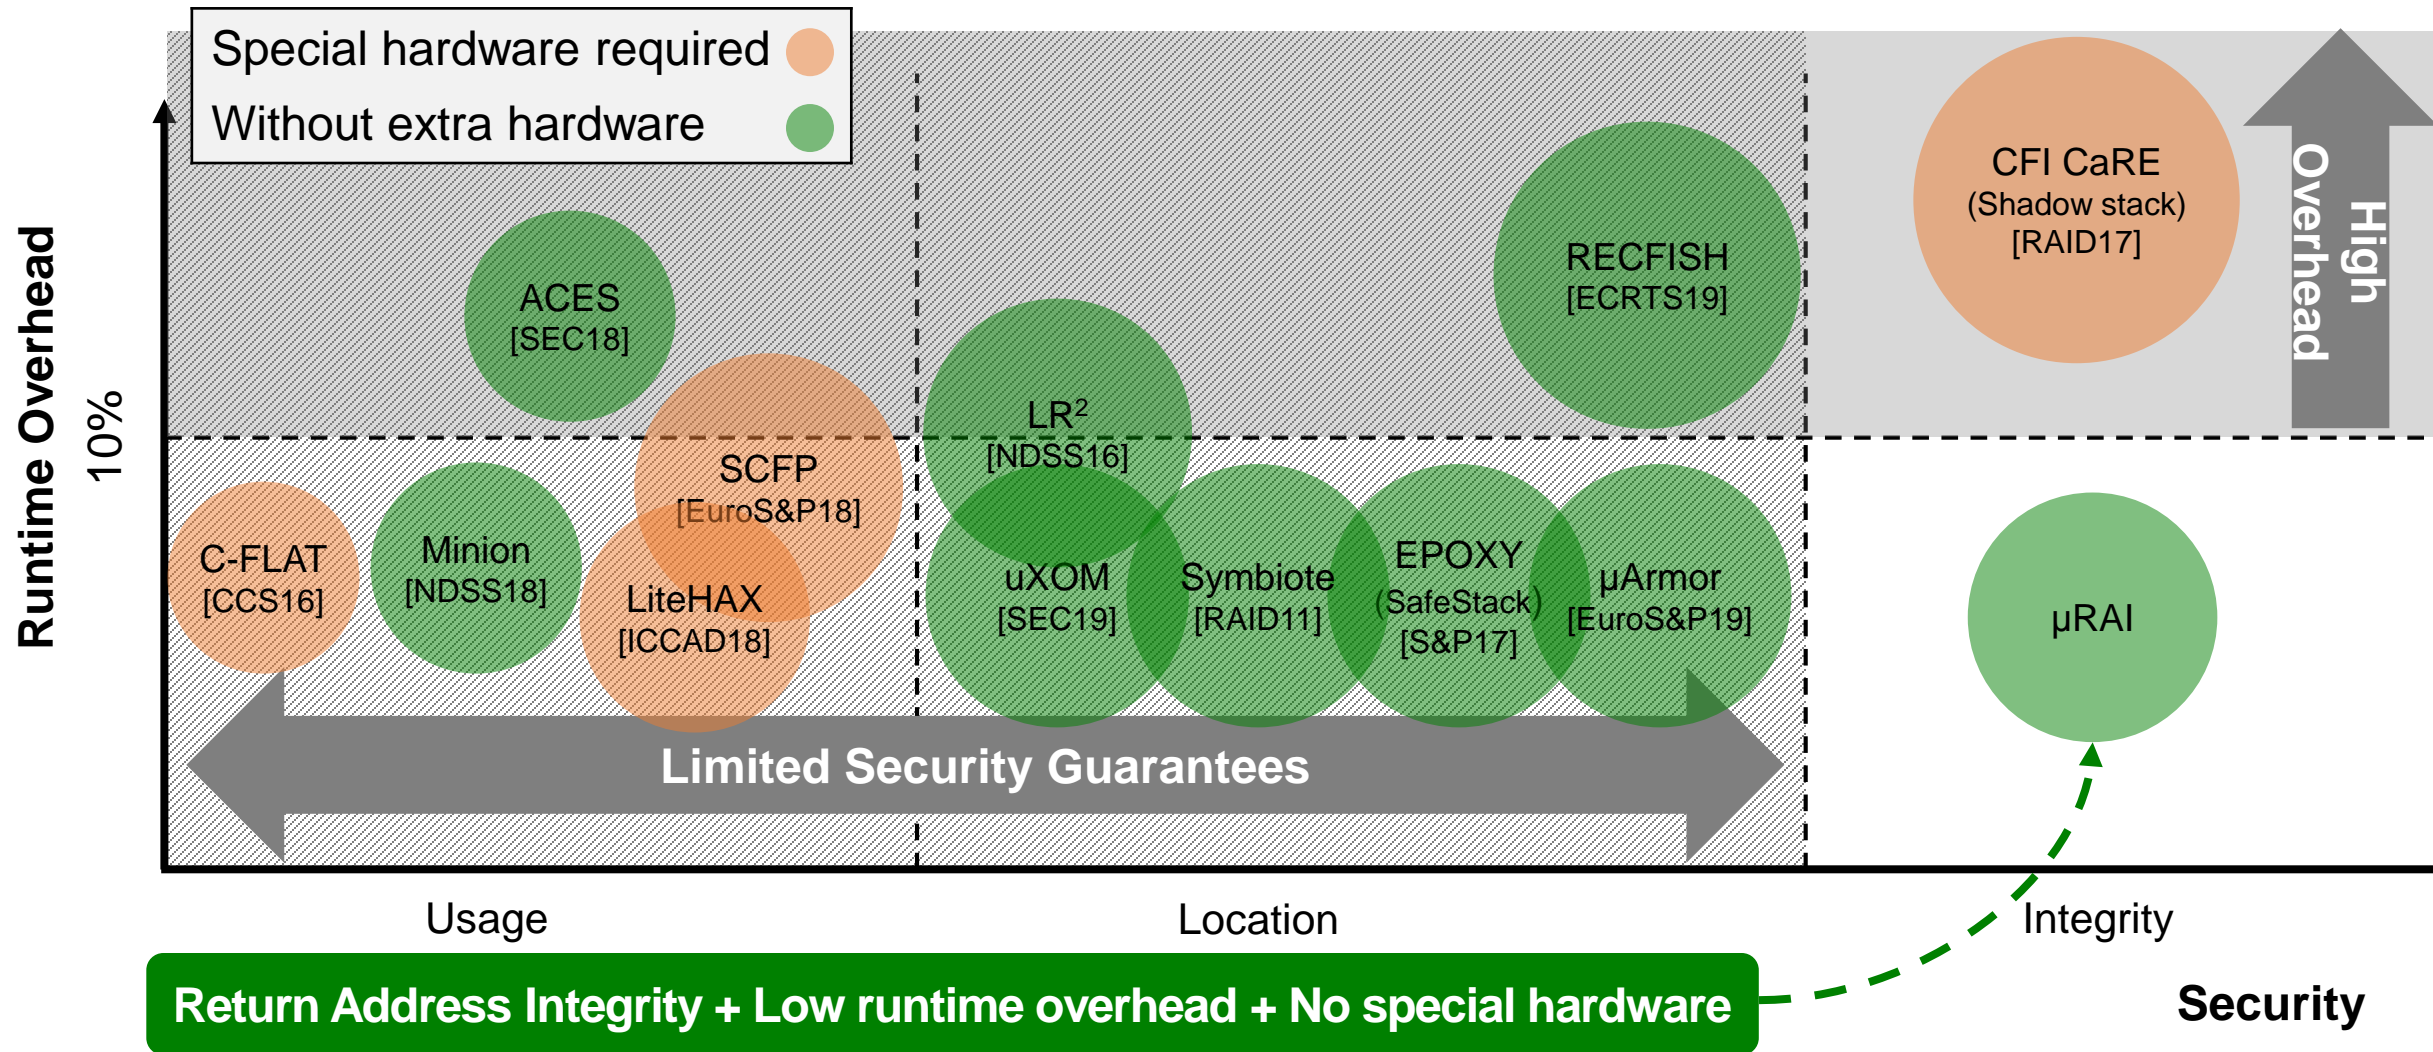 Special hardware required
Without extra hardware
Runtime Overhead
10%
High
Overhead
CFI CaRE
(Shadow stack)
[RAID17]
RECFISH
[ECRTS19]
ACES
[SEC18]
LR²
[NDSS16]
SCFP
[EuroS&P18]
C-FLAT
[CCS16]
Minion
[NDSS18]
LiteHAX
[ICCAD18]
uXOM
[SEC19]
Symbiote
[RAID11]
EPOXY
(SafeStack)
[S&P17]
µArmor
[EuroS&P19]
µRAI
Limited Security Guarantees
Usage
Location
Integrity
Return Address Integrity + Low runtime overhead + No special hardware
Security